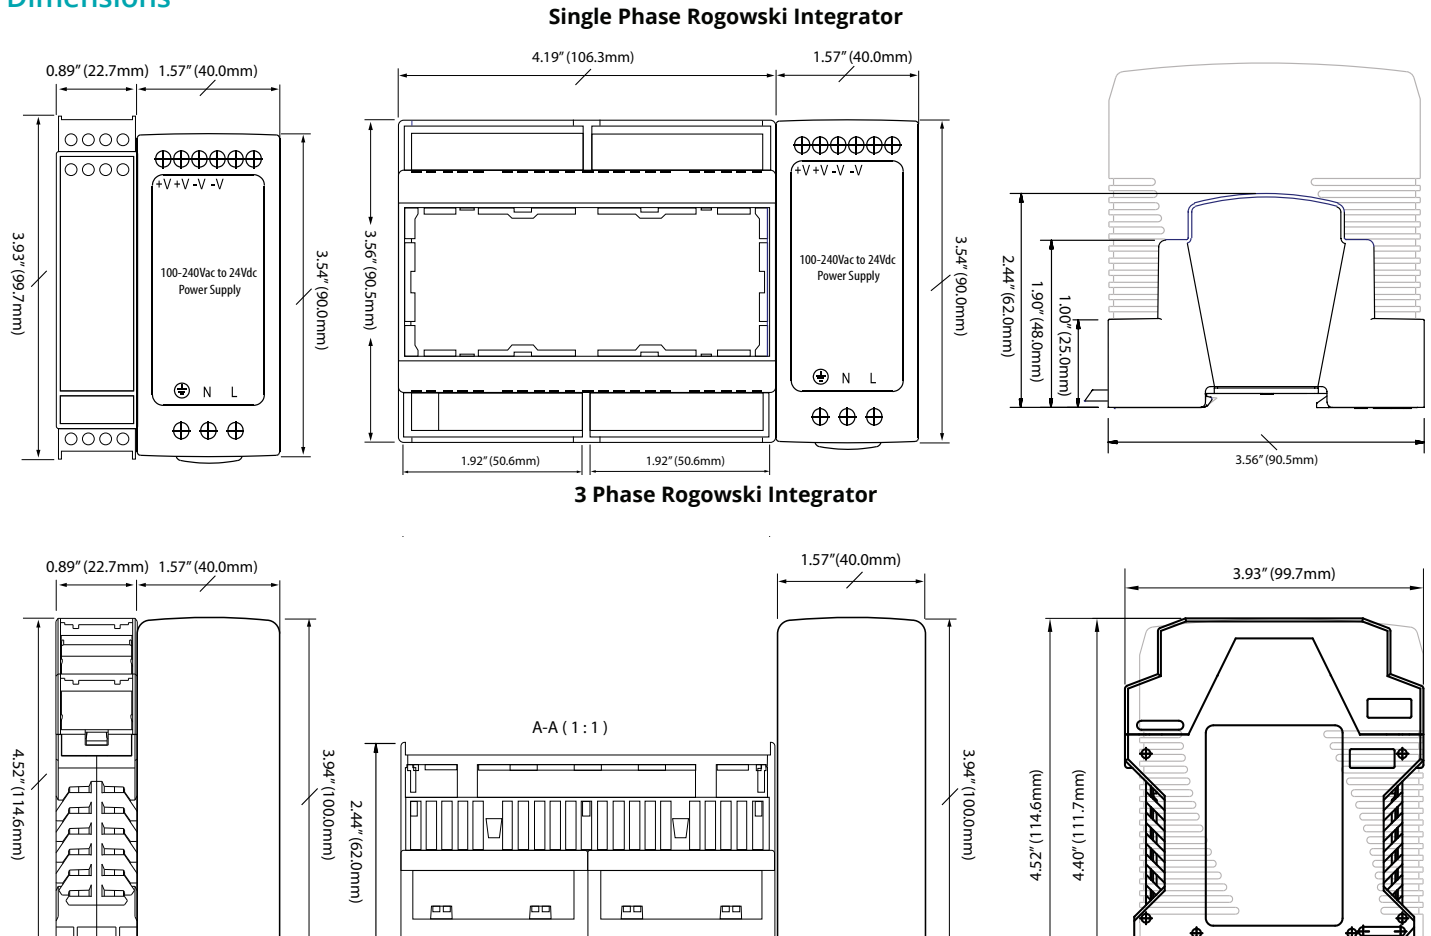 Dimensions
Single Phase Rogowski Integrator
0.89” (22.7mm) 1.57” (40.0mm)
4.19” (106.3mm)
1.57” (40.0mm)
+V +V -V -V
+V +V -V -V
3.93” (99.7mm)
100-240Vac to 24Vdc
Power Supply
3.54” (90.0mm)
3.56” (90.5mm)
100-240Vac to 24Vdc
Power Supply
3.54” (90.0mm)
2.44” (62.0mm)
1.90” (48.0mm)
1.00” (25.0mm)
N L
N L
1.92” (50.6mm)
1.92” (50.6mm)
3.56” (90.5mm)
3 Phase Rogowski Integrator
0.89” (22.7mm) 1.57” (40.0mm)
1.57”(40.0mm)
3.93” (99.7mm)
A-A ( 1 : 1 )
4.52” (114.6mm)
3.94” (100.0mm)
2.44” (62.0mm)
3.94” (100.0mm)
4.52” (114.6mm)
4.40” (111.7mm)